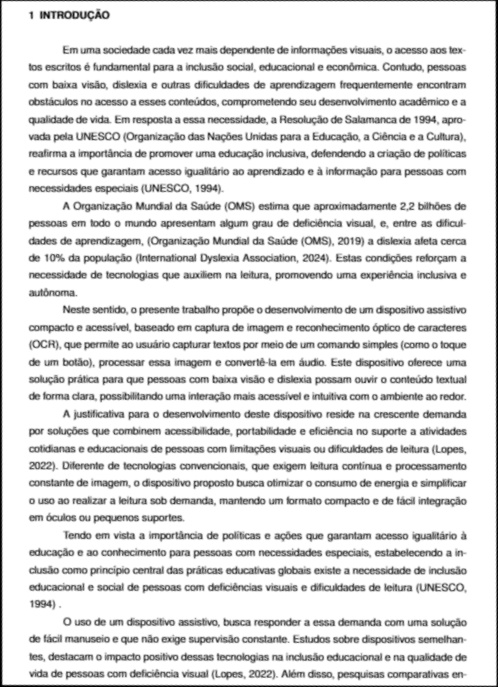 1 INTRODUÇÃO
Em uma sociedade cada vez mais dependente de informações visuais, o acesso aos tex-
tos escritos é fundamental para a inclusão social, educacional e econômica. Contudo, pessoas
com baixa visão, dislexia e outras dificuldades de aprendizagem frequentemente encontram
obstáculos no acesso a esses conteúdos, comprometendo seu desenvolvimento acadêmico e a
qualidade de vida. Em resposta a essa necessidade, a Resolução de Salamanca de 1994, apro-
vada pela UNESCO (Organização das Nações Unidas para a Educação, a Ciência e a Cultura),
reafirma a importância de promover uma educação inclusiva, defendendo a criação de políticas
e recursos que garantam acesso igualitário ao aprendizado e à informação para pessoas com
necessidades especiais (UNESCO, 1994).
A Organização Mundial da Saúde (OMS) estima que aproximadamente 2,2 bilhões de
pessoas em todo o mundo apresentam algum grau de deficiência visual, e, entre as dificul-
dades de aprendizagem, (Organização Mundial da Saúde (OMS), 2019) a dislexia afeta cerca
de 10% da população (International Dyslexia Association, 2024). Estas condições reforçam a
necessidade de tecnologias que auxiliem na leitura, promovendo uma experiência inclusiva e
autônoma.
Neste sentido, o presente trabalho propõe o desenvolvimento de um dispositivo assistivo
compacto e acessível, baseado em captura de imagem e reconhecimento óptico de caracteres
(OCR), que permite ao usuário capturar textos por meio de um comando simples (como o toque
de um botão), processar essa imagem e convertê-la em áudio. Este dispositivo oferece uma
solução prática para que pessoas com baixa visão e dislexia possam ouvir o conteúdo textual
de forma clara, possibilitando uma interação mais acessível e intuitiva com o ambiente ao redor.
A justificativa para o desenvolvimento deste dispositivo reside na crescente demanda
por soluções que combinem acessibilidade, portabilidade e eficiência no suporte a atividades
cotidianas e educacionais de pessoas com limitações visuais ou dificuldades de leitura (Lopes,
2022). Diferente de tecnologias convencionais, que exigem leitura contínua e processamento
constante de imagem, o dispositivo proposto busca otimizar o consumo de energia e simplificar
o uso ao realizar a leitura sob demanda, mantendo um formato compacto e de fácil integração
em óculos ou pequenos suportes.
Tendo em vista a importância de políticas e ações que garantam acesso igualitário à
educação e ao conhecimento para pessoas com necessidades especiais, estabelecendo a in-
clusão como princípio central das práticas educativas globais existe a necessidade de inclusão
educacional e social de pessoas com deficiências visuais e dificuldades de leitura (UNESCO,
1994) .
O uso de um dispositivo assistivo, busca responder a essa demanda com uma solução
de fácil manuseio e que não exige supervisão constante. Estudos sobre dispositivos semelhan-
tes, destacam o impacto positivo dessas tecnologias na inclusão educacional e na qualidade de
vida de pessoas com deficiência visual (Lopes, 2022). Além disso, pesquisas comparativas en-